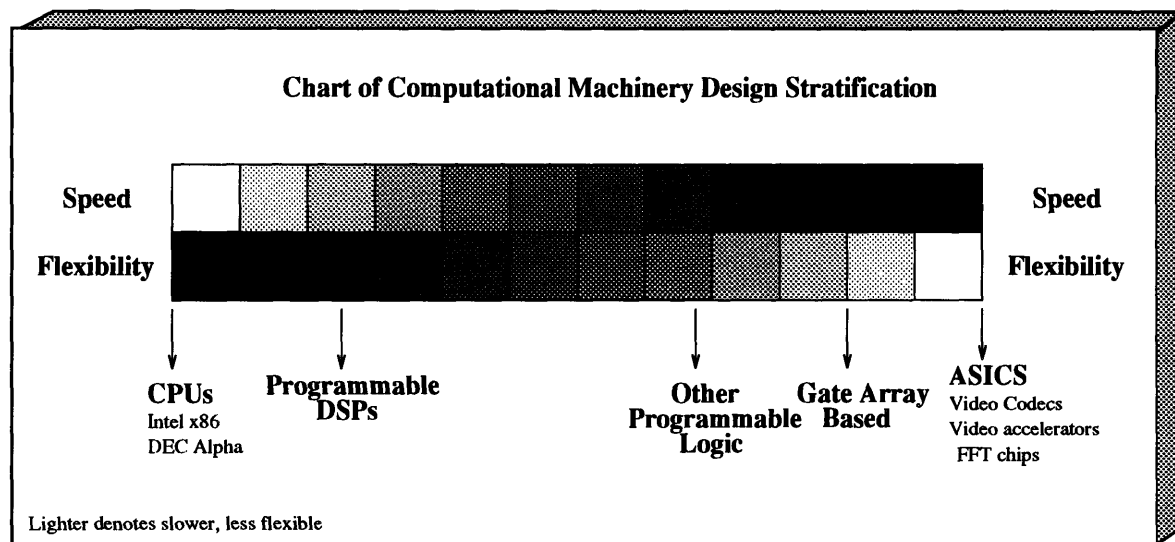 Chart of Computational Machinery Design Stratification
Speed
Speed
Flexibility
Flexibility
CPUs
Intel x86
DEC Alpha
Programmable
DSPs
Other
Programmable
Logic
Gate Array
Based
ASICS
Video Codecs
Video accelerators
FFT chips
Lighter denotes slower, less flexible